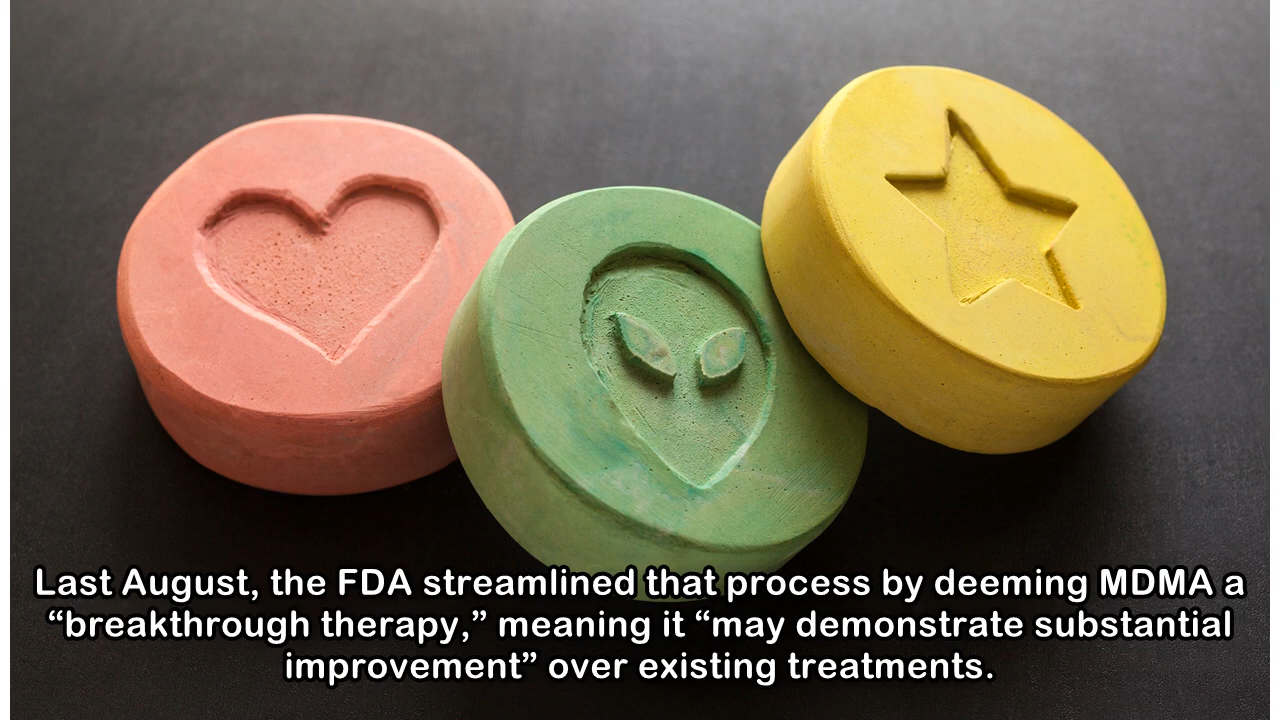 Last August, the FDA streamlined that process by deeming MDMA a
“breakthrough therapy,” meaning it “may demonstrate substantial
improvement” over existing treatments.